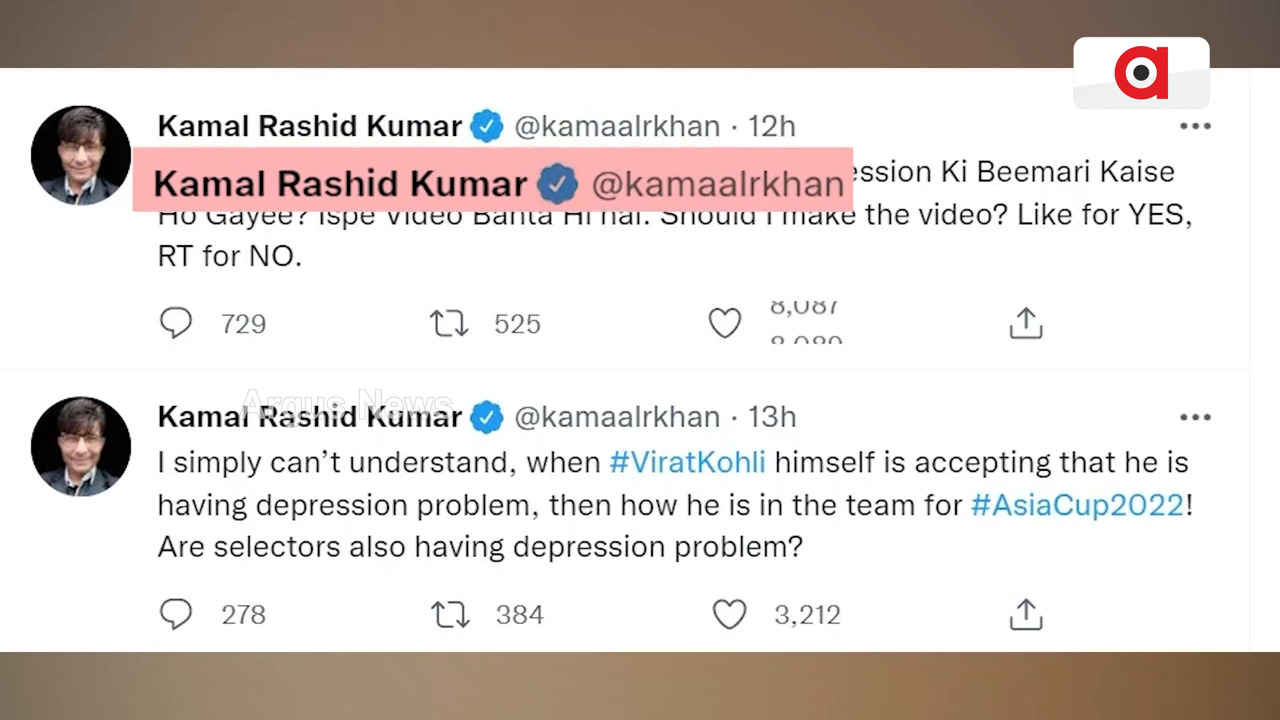 Kamal Rashid Kumar @kamaalrkhan · 12h
Kamal Rashid Kumar @kamaalrkhan
Ki Beemari Kaise
Ho Gayee? Ispe Video Banta Hi hai. Should I make the video? Like for YES,
RT for NO.
729 525 8,087
Argus News
Kamal Rashid Kumar @kamaalrkhan · 13h
I simply can’t understand, when #ViratKohli himself is accepting that he is
having depression problem, then how he is in the team for #AsiaCup2022!
Are selectors also having depression problem?
278 384 3,212